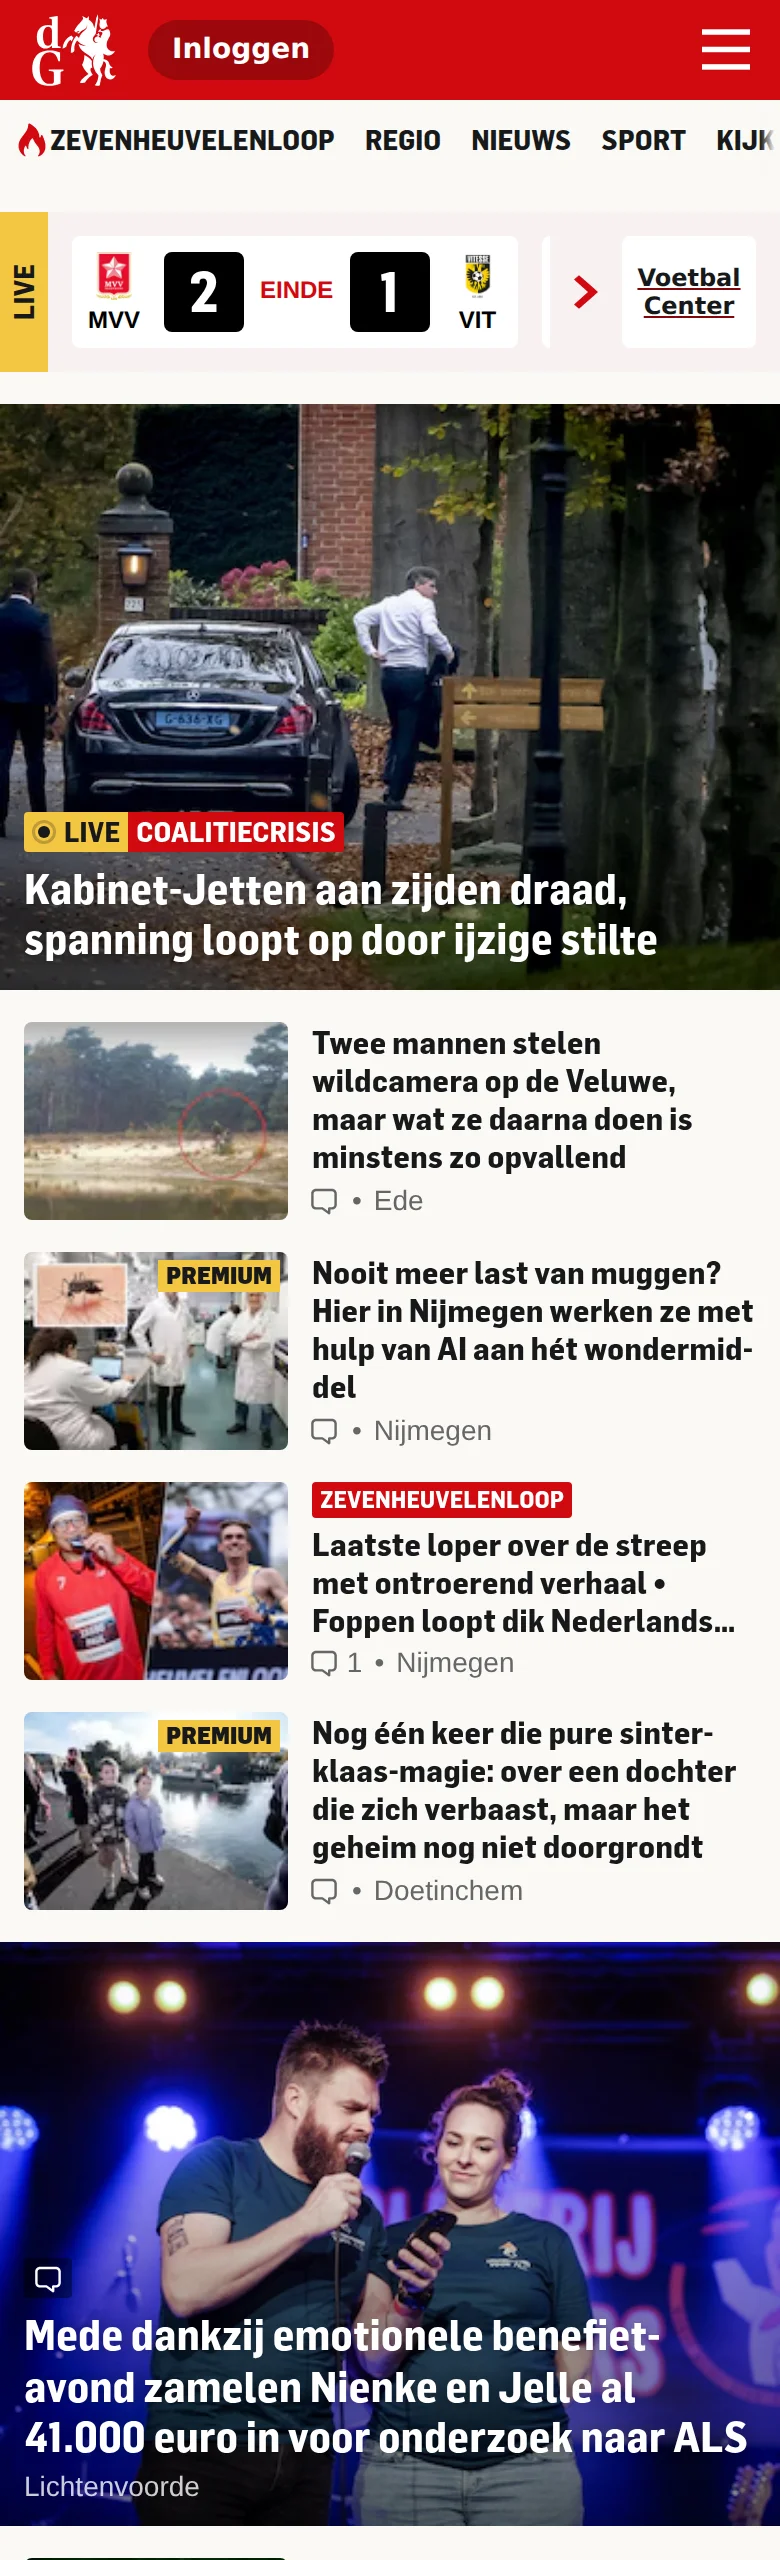 dG
Inloggen
ZEVENHEUVELENLOOP REGIO NIEUWS SPORT KIJK
LIVE
MVV
MVV
2
EINDE
1
VITESSE
VIT
Voetbal
Center
225
G-636-XG
LIVE COALITIECRISIS
Kabinet-Jetten aan zijden draad,
spanning loopt op door ijzige stilte
Twee mannen stelen
wildcamera op de Veluwe,
maar wat ze daarna doen is
minstens zo opvallend
• Ede
PREMIUM
Nooit meer last van muggen?
Hier in Nijmegen werken ze met
hulp van AI aan hét wondermid-
del
• Nijmegen
ZEVENHEUVELENLOOP
Laatste loper over de streep
met ontroerend verhaal •
Foppen loopt dik Nederlands...
1 • Nijmegen
PREMIUM
Nog één keer die pure sinter-
klaas-magie: over een dochter
die zich verbaast, maar het
geheim nog niet doorgrondt
• Doetinchem
Mede dankzij emotionele benefiet-
avond zamelen Nienke en Jelle al
41.000 euro in voor onderzoek naar ALS
Lichtenvoorde